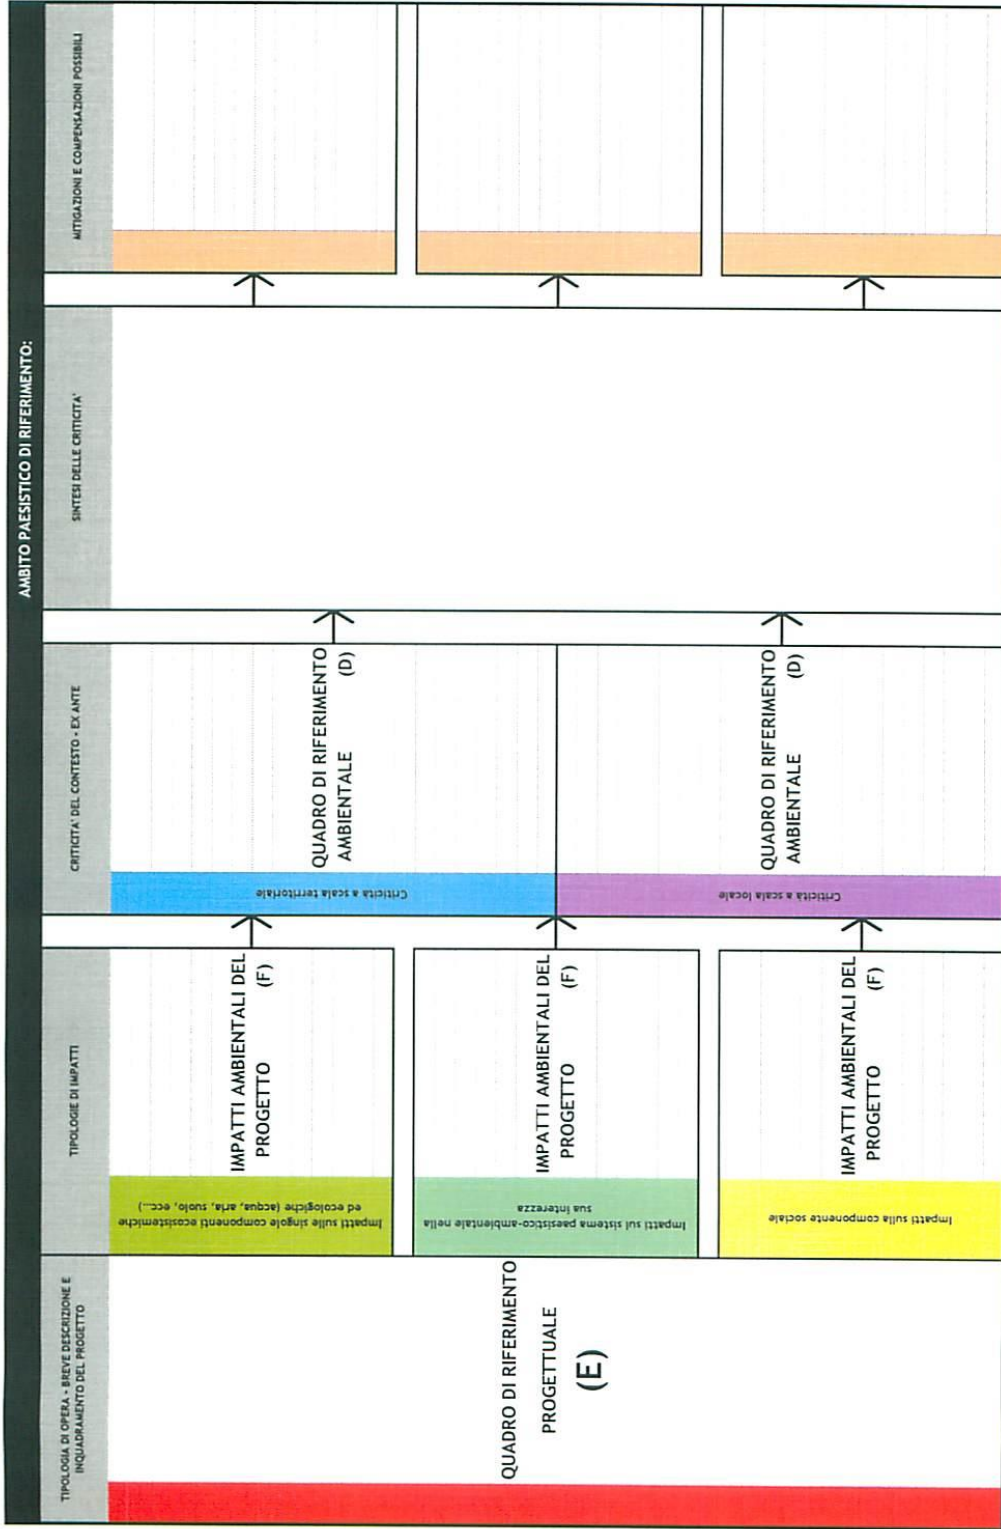 AMBITO PAESISTICO DI RIFERIMENTO:
TIPOLOGIA DI OPERA - BREVE DESCRIZIONE E
INQUADRAMENTO DEL PROGETTO
TIPOLOGIE DI IMPATTI
CRITICITA' DEL CONTESTO - EX ANTE
SINTESI DELLE CRITICITA'
MITIGAZIONI E COMPENSAZIONI POSSIBILI
QUADRO DI RIFERIMENTO
PROGETTUALE
(E)
Impatti sulle singole componenti ecosistemiche
ed ecologiche (acqua, aria, suolo, ecc...)
IMPATTI AMBIENTALI DEL
PROGETTO (F)
Impatti sul sistema paesistico-ambientale nella
sua interezza
IMPATTI AMBIENTALI DEL
PROGETTO (F)
Impatti sulla componente sociale
IMPATTI AMBIENTALI DEL
PROGETTO (F)
Criticità a scala territoriale
QUADRO DI RIFERIMENTO
AMBIENTALE (D)
Criticità a scala locale
QUADRO DI RIFERIMENTO
AMBIENTALE (D)